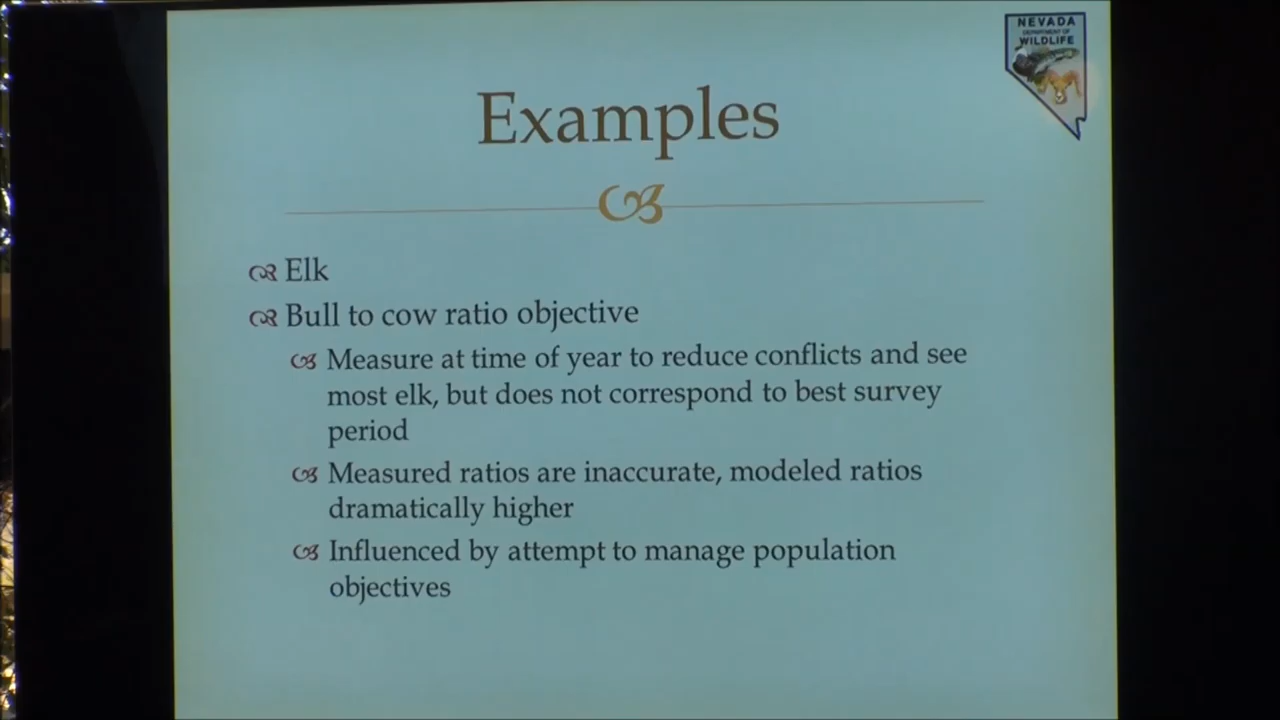 NEVADA
DEPARTMENT OF
WILDLIFE
Examples
Elk
Bull to cow ratio objective
Measure at time of year to reduce conflicts and see
most elk, but does not correspond to best survey
period
Measured ratios are inaccurate, modeled ratios
dramatically higher
Influenced by attempt to manage population
objectives